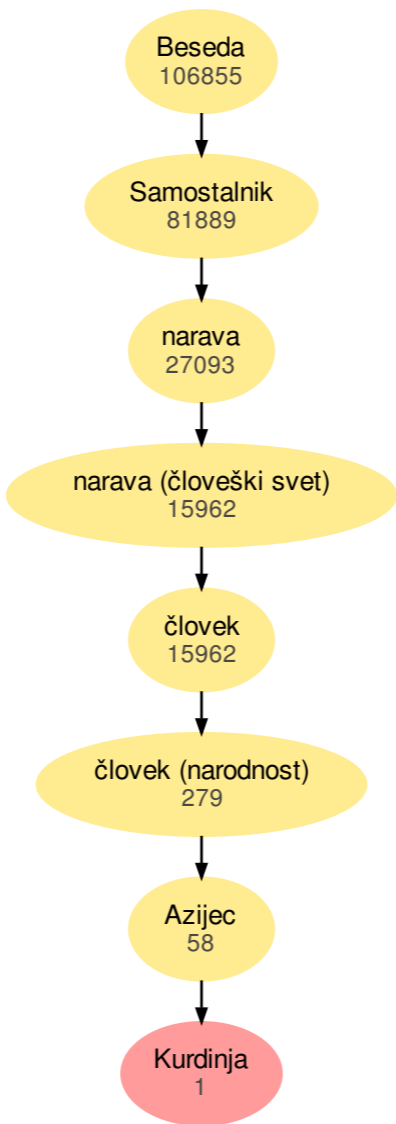 Beseda
106855
Samostalnik
81889
narava
27093
narava (človeški svet)
15962
človek
15962
človek (narodnost)
279
Azijec
58
Kurdinja
1